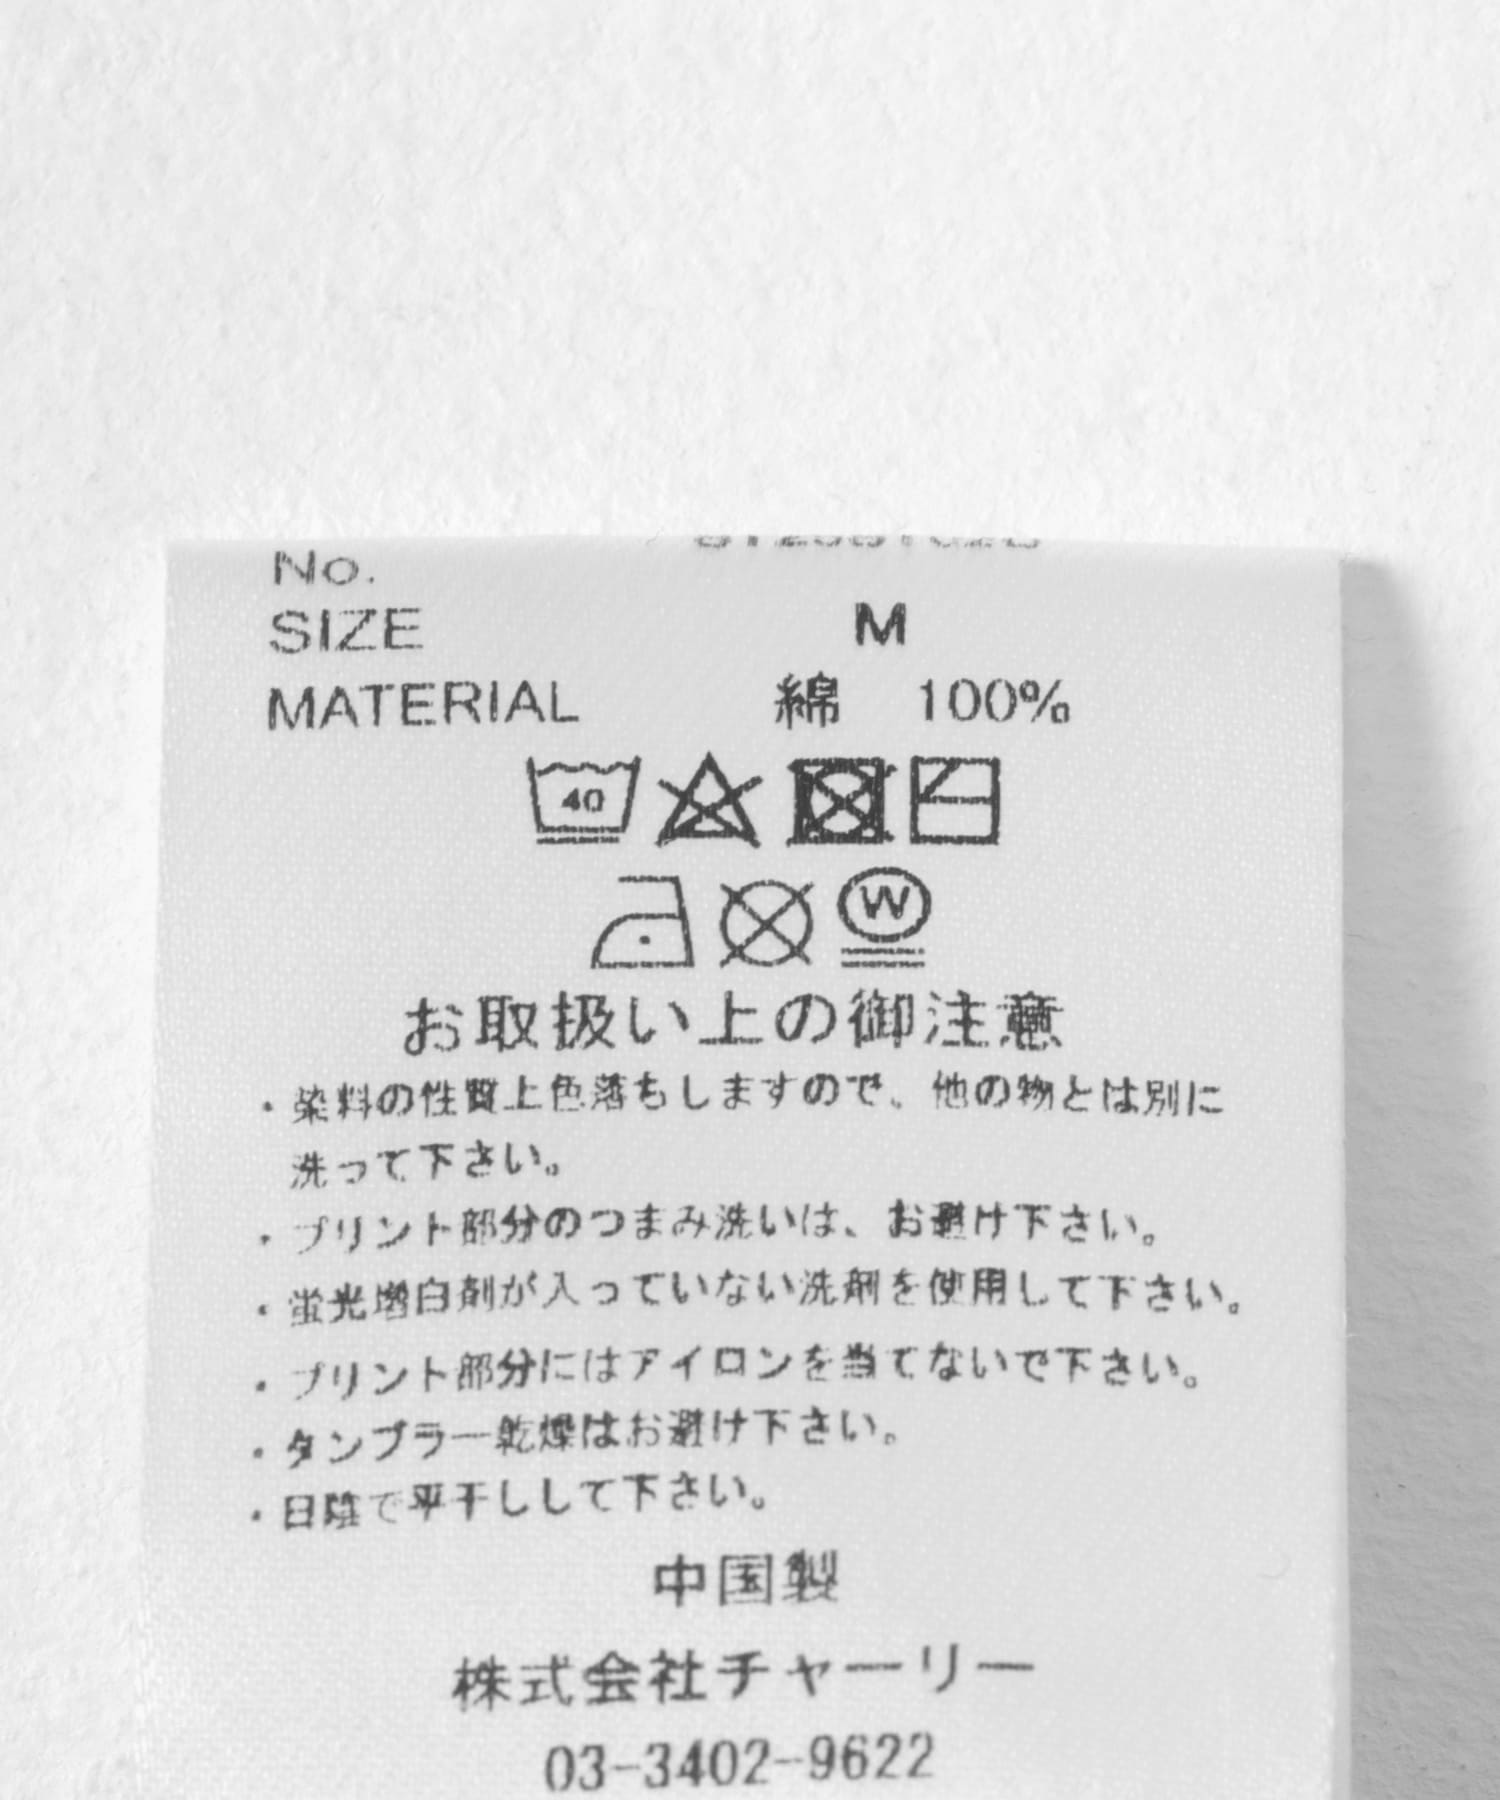 No.
SIZE M
MATERIAL 綿 100%
40
W
お取扱い上の御注意
・染料の性質上色落もしますので、他の物とは別に
洗って下さい。
・プリント部分のつまみ洗いは、お避け下さい。
・蛍光増白剤が入っていない洗剤を使用して下さい。
・プリント部分にはアイロンを当てないで下さい。
・タンブラー乾燥はお避け下さい。
・日陰で平干しして下さい。
中国製
株式会社チャーリー
03-3402-9622